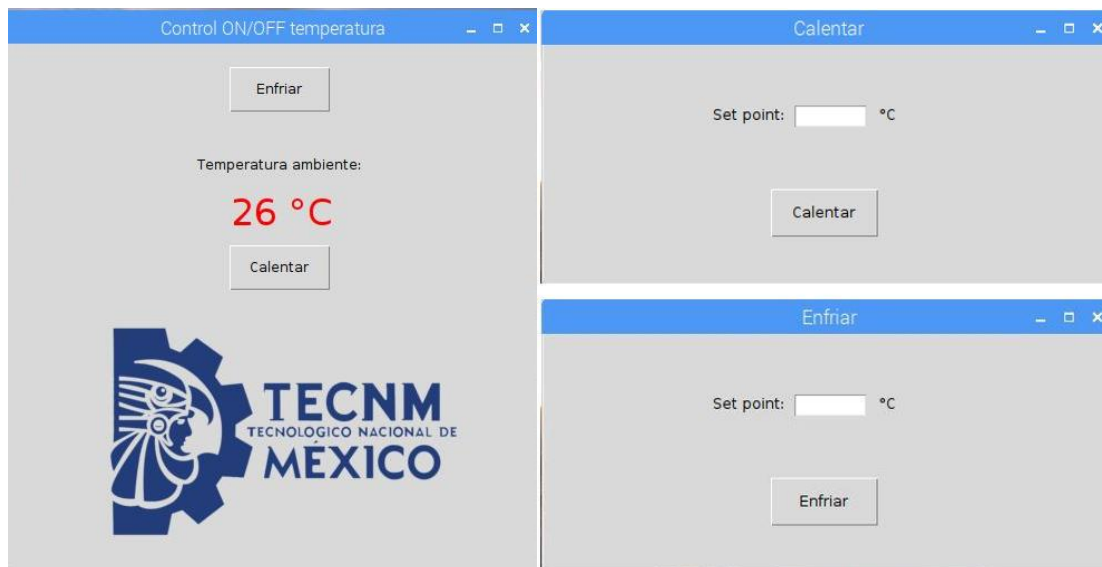 Control ON/OFF temperatura
Enfriar
Temperatura ambiente:
26 °C
Calentar
TECNM
TECNOLOGICO NACIONAL DE
MÉXICO
Calentar
Set point: °C
Calentar
Enfriar
Set point: °C
Enfriar